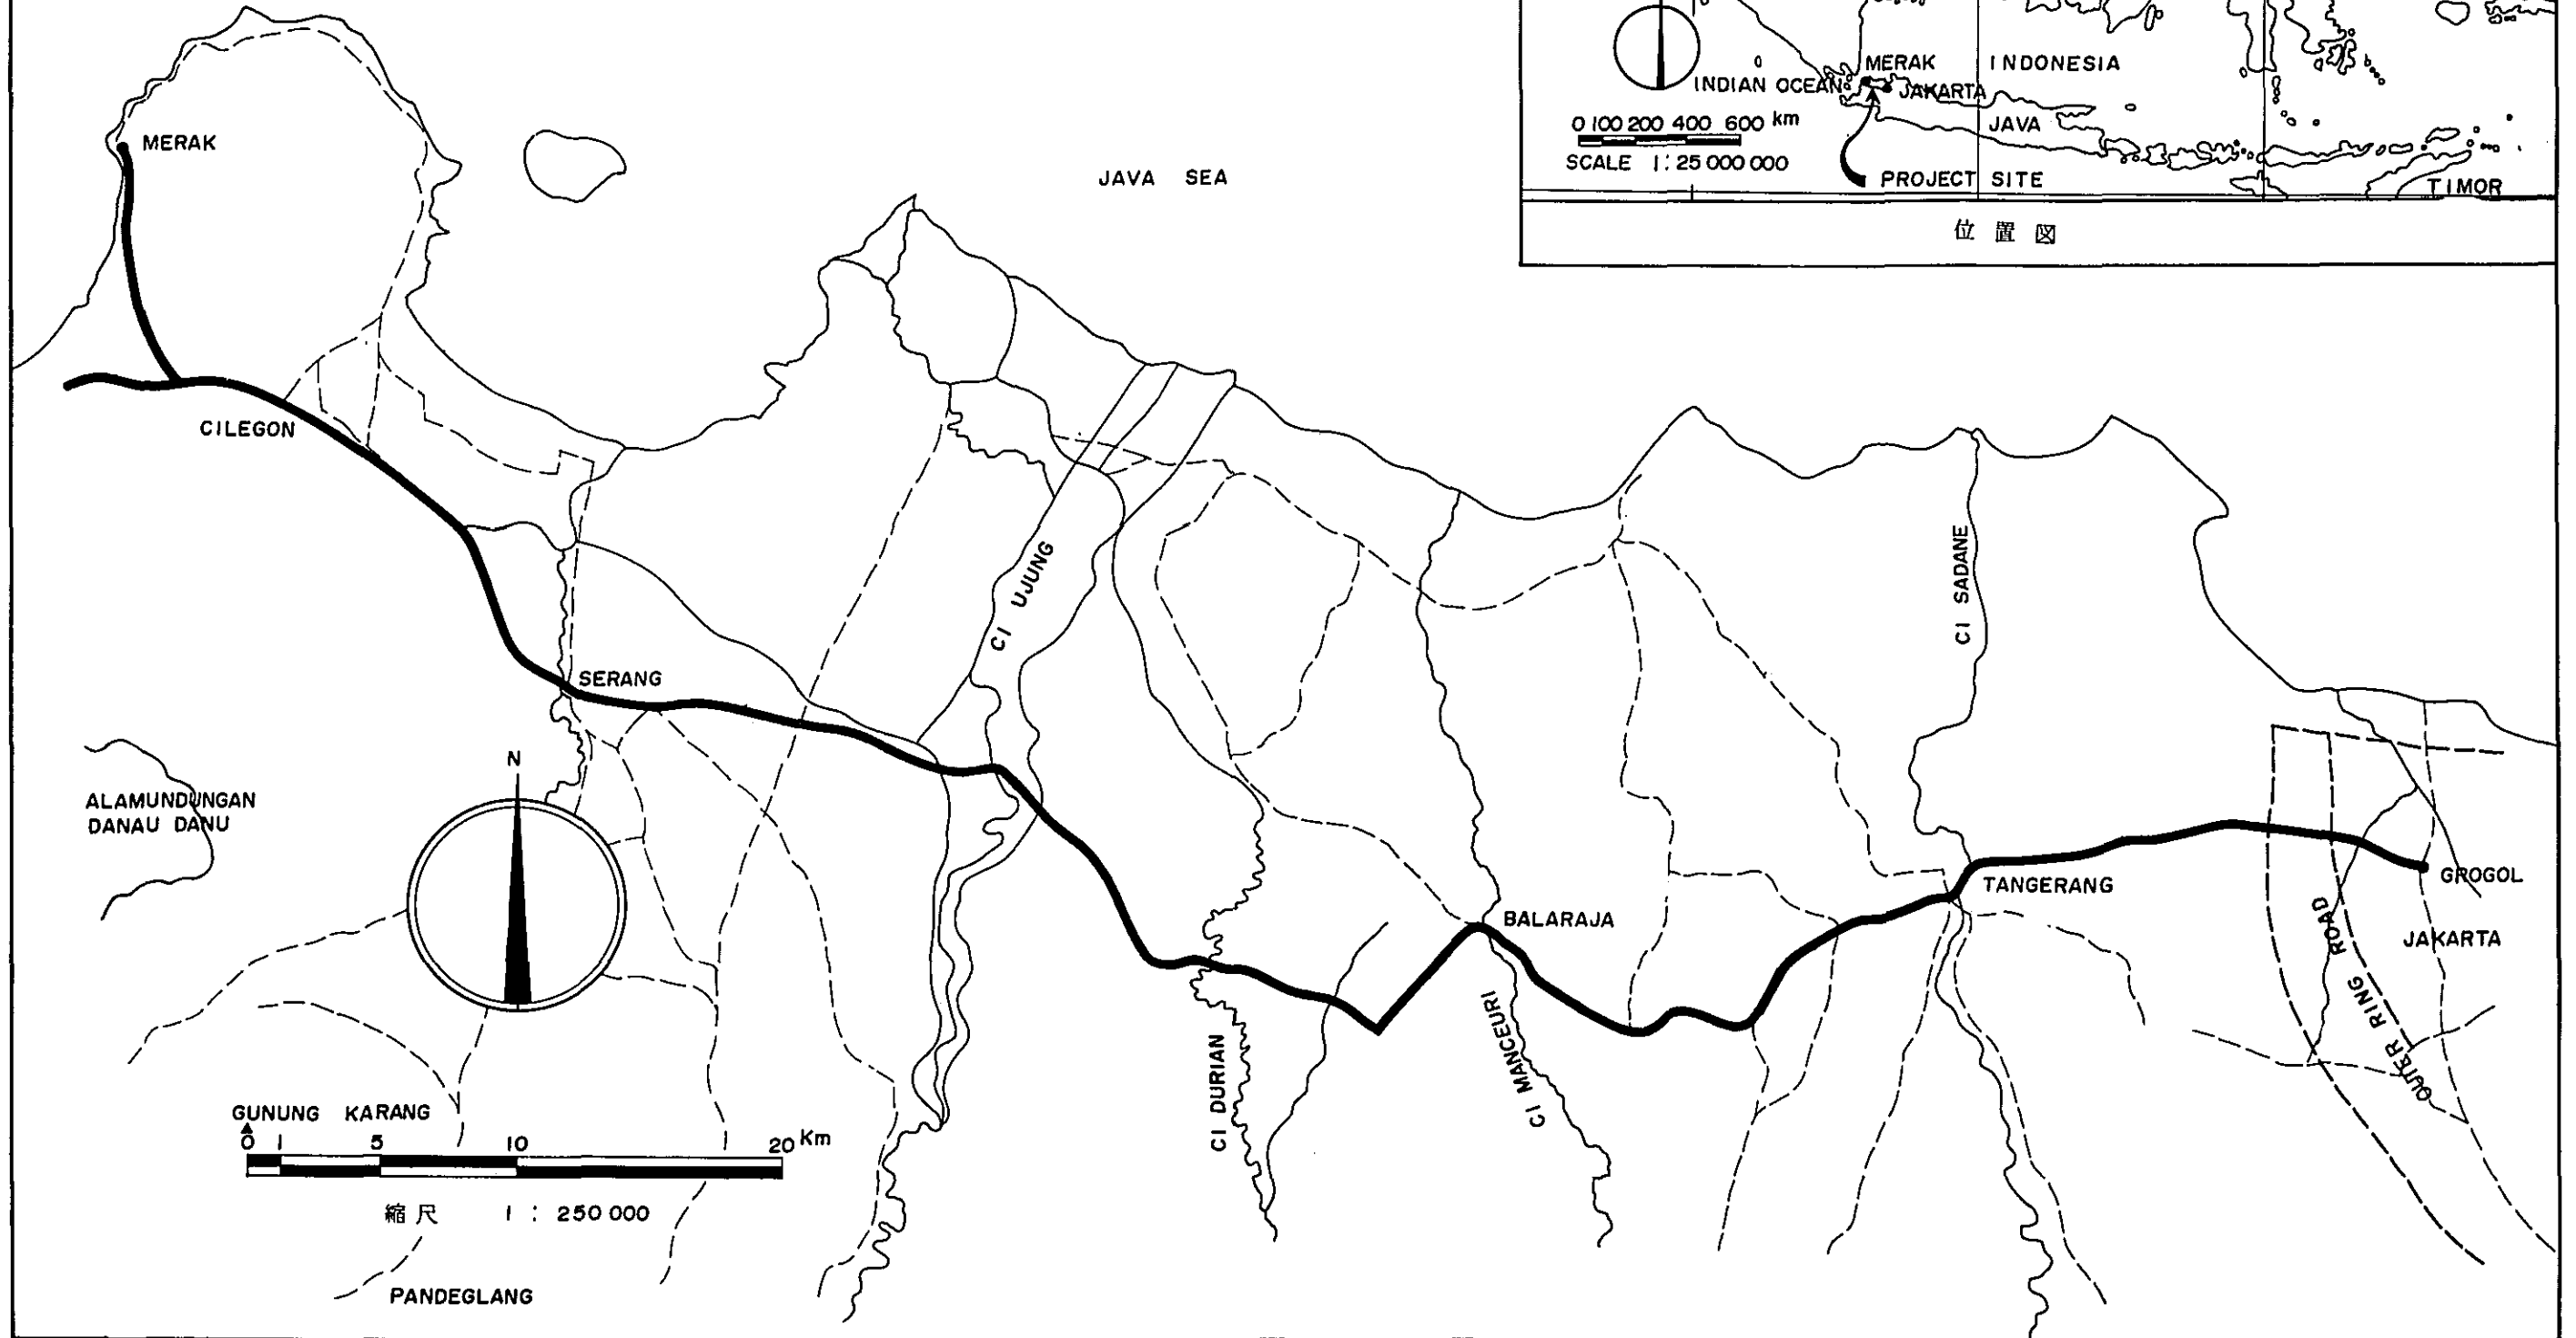 MERAK
JAVA SEA
MERAK
INDONESIA
INDIAN OCEAN
JAKARTA
0 100 200 400 600 km
JAVA
SCALE 1:25 000 000
PROJECT SITE
TIMOR
位置図
CILEGON
CI UJUNG
CI SADANE
SERANG
N
ALAMUNDUNGAN
DANAU DANU
GROGOL
TANGERANG
BALARAJA
JAKARTA
OUTER RING ROAD
CI DURIAN
CI MANCEURI
GUNUNG KARANG
0 1 5 10 20 Km
縮尺 1 : 250 000
PANDEGLANG